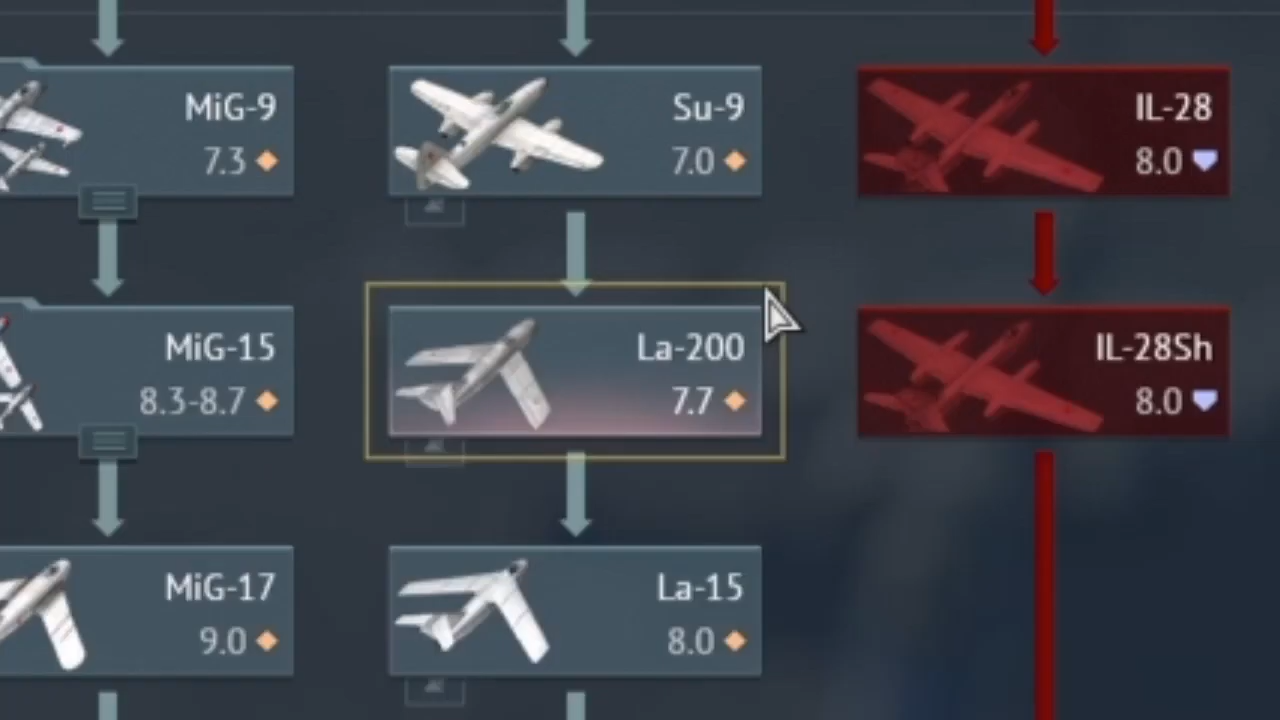 MiG-9
7.3
Su-9
7.0
IL-28
8.0
MiG-15
8.3-8.7
La-200
7.7
IL-28Sh
8.0
MiG-17
9.0
La-15
8.0